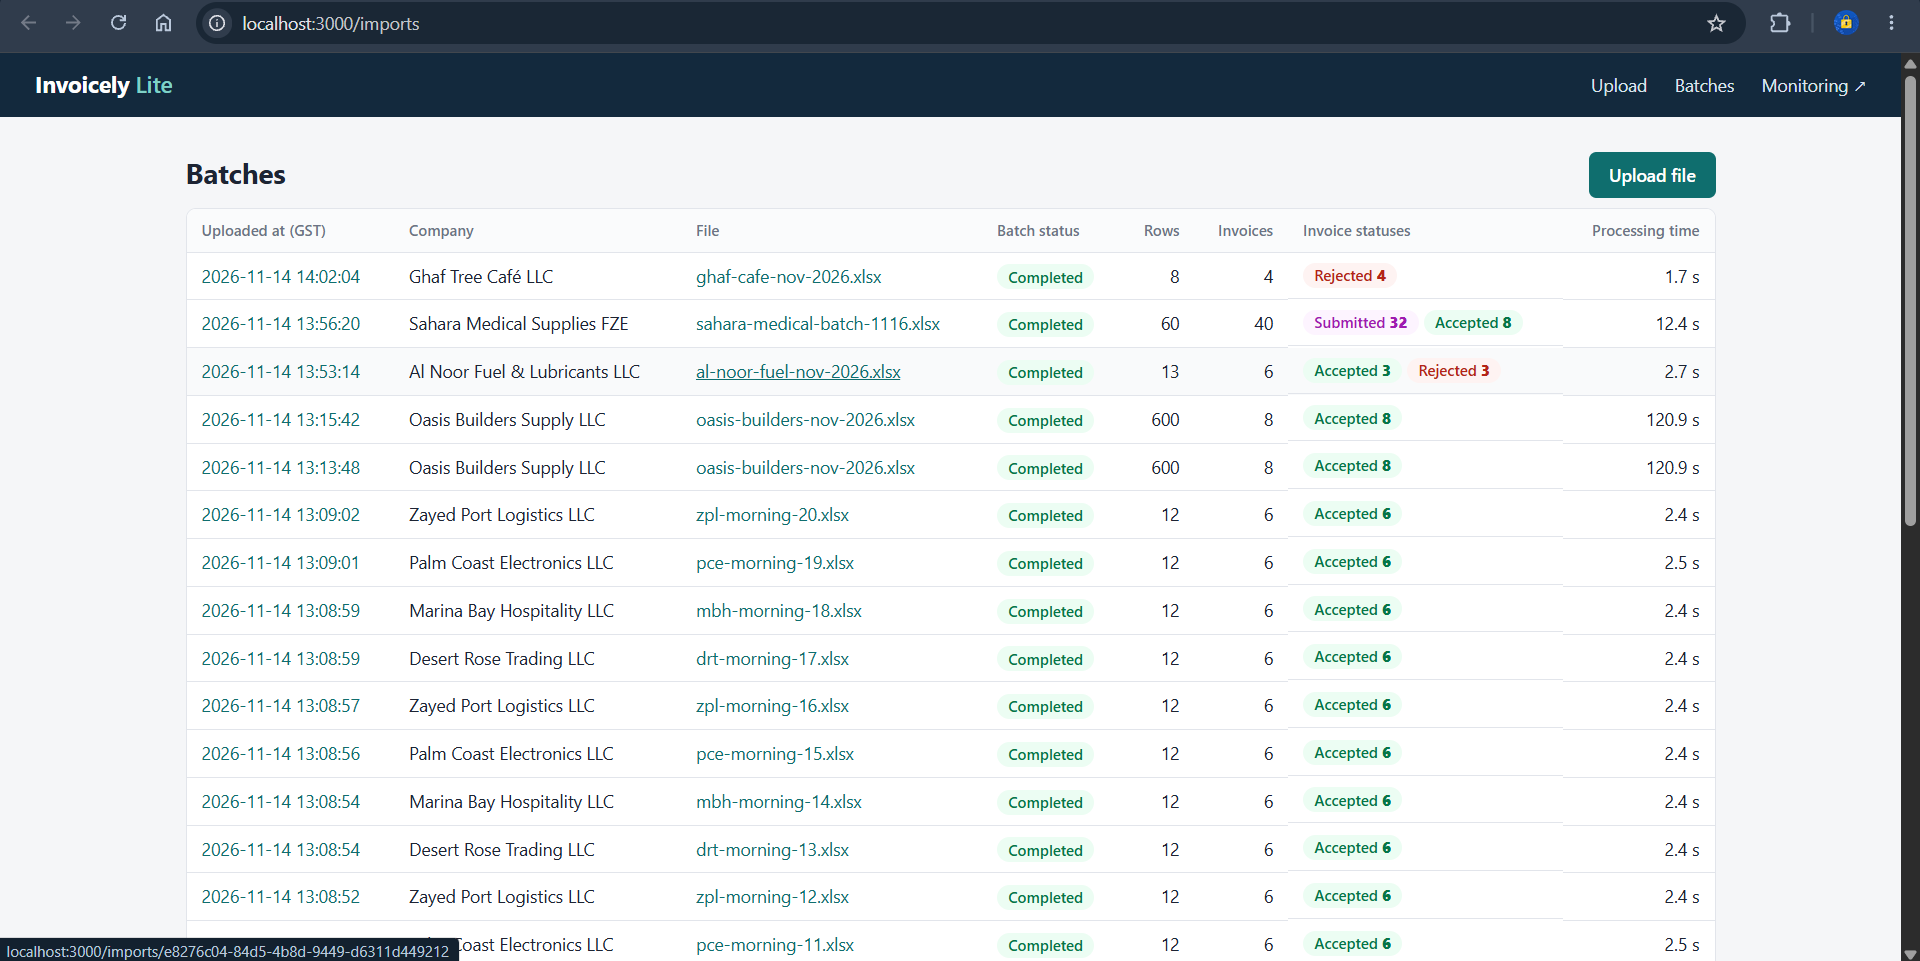 localhost:3000/imports
Invoicely Lite
Upload Batches Monitoring ↗
Batches
Upload file
Uploaded at (GST) Company File Batch status Rows Invoices Invoice statuses Processing time
2026-11-14 14:02:04 Ghaf Tree Café LLC ghaf-cafe-nov-2026.xlsx Completed 8 4 Rejected 4 1.7 s
2026-11-14 13:56:20 Sahara Medical Supplies FZE sahara-medical-batch-1116.xlsx Completed 60 40 Submitted 32 Accepted 8 12.4 s
2026-11-14 13:53:14 Al Noor Fuel & Lubricants LLC al-noor-fuel-nov-2026.xlsx Completed 13 6 Accepted 3 Rejected 3 2.7 s
2026-11-14 13:15:42 Oasis Builders Supply LLC oasis-builders-nov-2026.xlsx Completed 600 8 Accepted 8 120.9 s
2026-11-14 13:13:48 Oasis Builders Supply LLC oasis-builders-nov-2026.xlsx Completed 600 8 Accepted 8 120.9 s
2026-11-14 13:09:02 Zayed Port Logistics LLC zpl-morning-20.xlsx Completed 12 6 Accepted 6 2.4 s
2026-11-14 13:09:01 Palm Coast Electronics LLC pce-morning-19.xlsx Completed 12 6 Accepted 6 2.5 s
2026-11-14 13:08:59 Marina Bay Hospitality LLC mbh-morning-18.xlsx Completed 12 6 Accepted 6 2.4 s
2026-11-14 13:08:59 Desert Rose Trading LLC drt-morning-17.xlsx Completed 12 6 Accepted 6 2.4 s
2026-11-14 13:08:57 Zayed Port Logistics LLC zpl-morning-16.xlsx Completed 12 6 Accepted 6 2.4 s
2026-11-14 13:08:56 Palm Coast Electronics LLC pce-morning-15.xlsx Completed 12 6 Accepted 6 2.4 s
2026-11-14 13:08:54 Marina Bay Hospitality LLC mbh-morning-14.xlsx Completed 12 6 Accepted 6 2.4 s
2026-11-14 13:08:54 Desert Rose Trading LLC drt-morning-13.xlsx Completed 12 6 Accepted 6 2.4 s
2026-11-14 13:08:52 Zayed Port Logistics LLC zpl-morning-12.xlsx Completed 12 6 Accepted 6 2.4 s
Coast Electronics LLC pce-morning-11.xlsx Completed 12 6 Accepted 6 2.5 s
localhost:3000/imports/e8276c04-84d5-4b8d-9449-d6311d449212